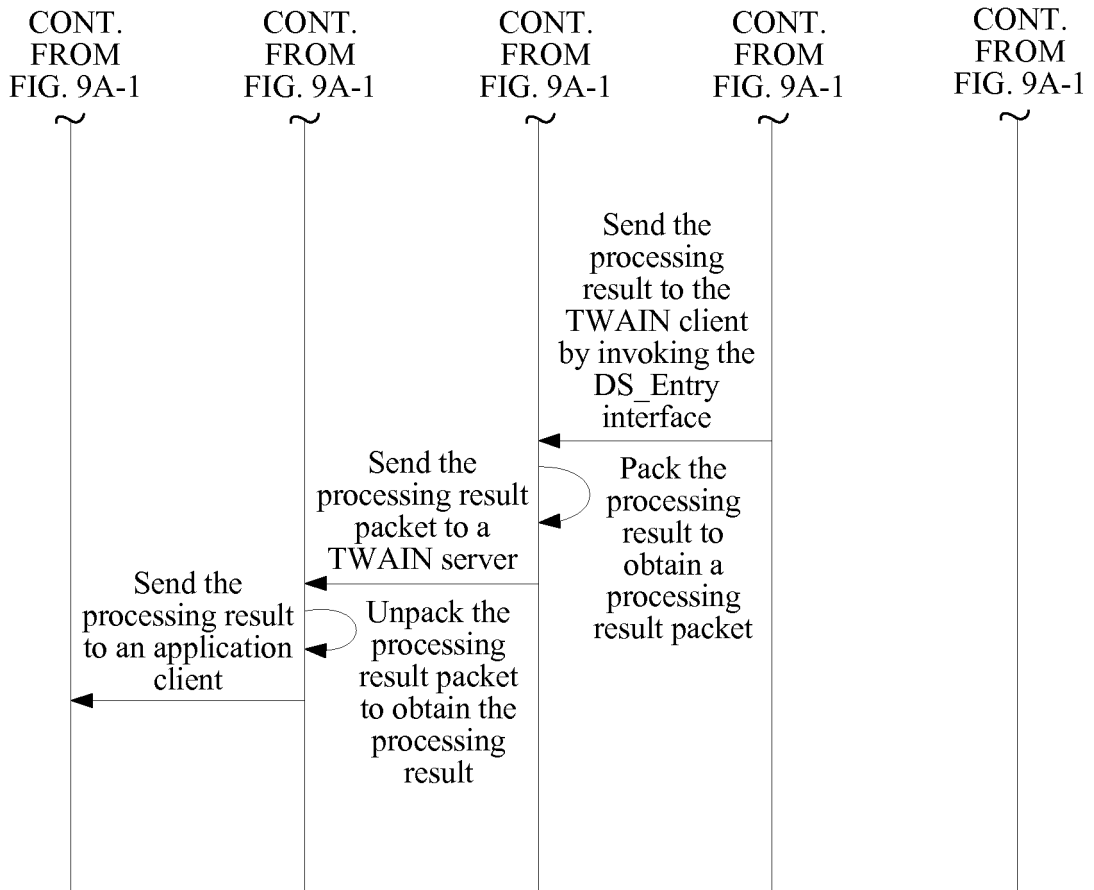 CONT.
FROM
FIG. 9A-1
CONT.
FROM
FIG. 9A-1
CONT.
FROM
FIG. 9A-1
CONT.
FROM
FIG. 9A-1
CONT.
FROM
FIG. 9A-1
Send the
processing
result to the
TWAIN client
by invoking the
DS_Entry
interface
Pack the
processing
result to
obtain a
processing
result packet
Send the
processing result
packet to a
TWAIN server
Unpack the
processing
result packet
to obtain the
processing
result
Send the
processing result
to an application
client